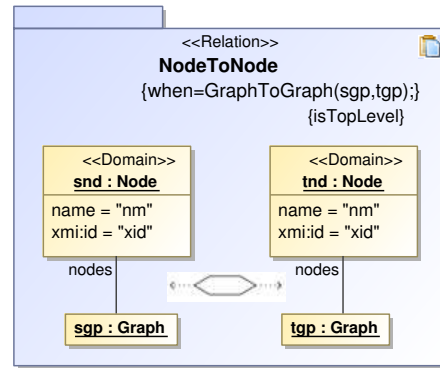 <<Relation>>
NodeToNode
{when=GraphToGraph(sgp,tgp);}
{isTopLevel}
<<Domain>>
snd : Node
name = "nm"
xmi:id = "xid"
nodes
sgp : Graph
<<Domain>>
tnd : Node
name = "nm"
xmi:id = "xid"
nodes
tgp : Graph